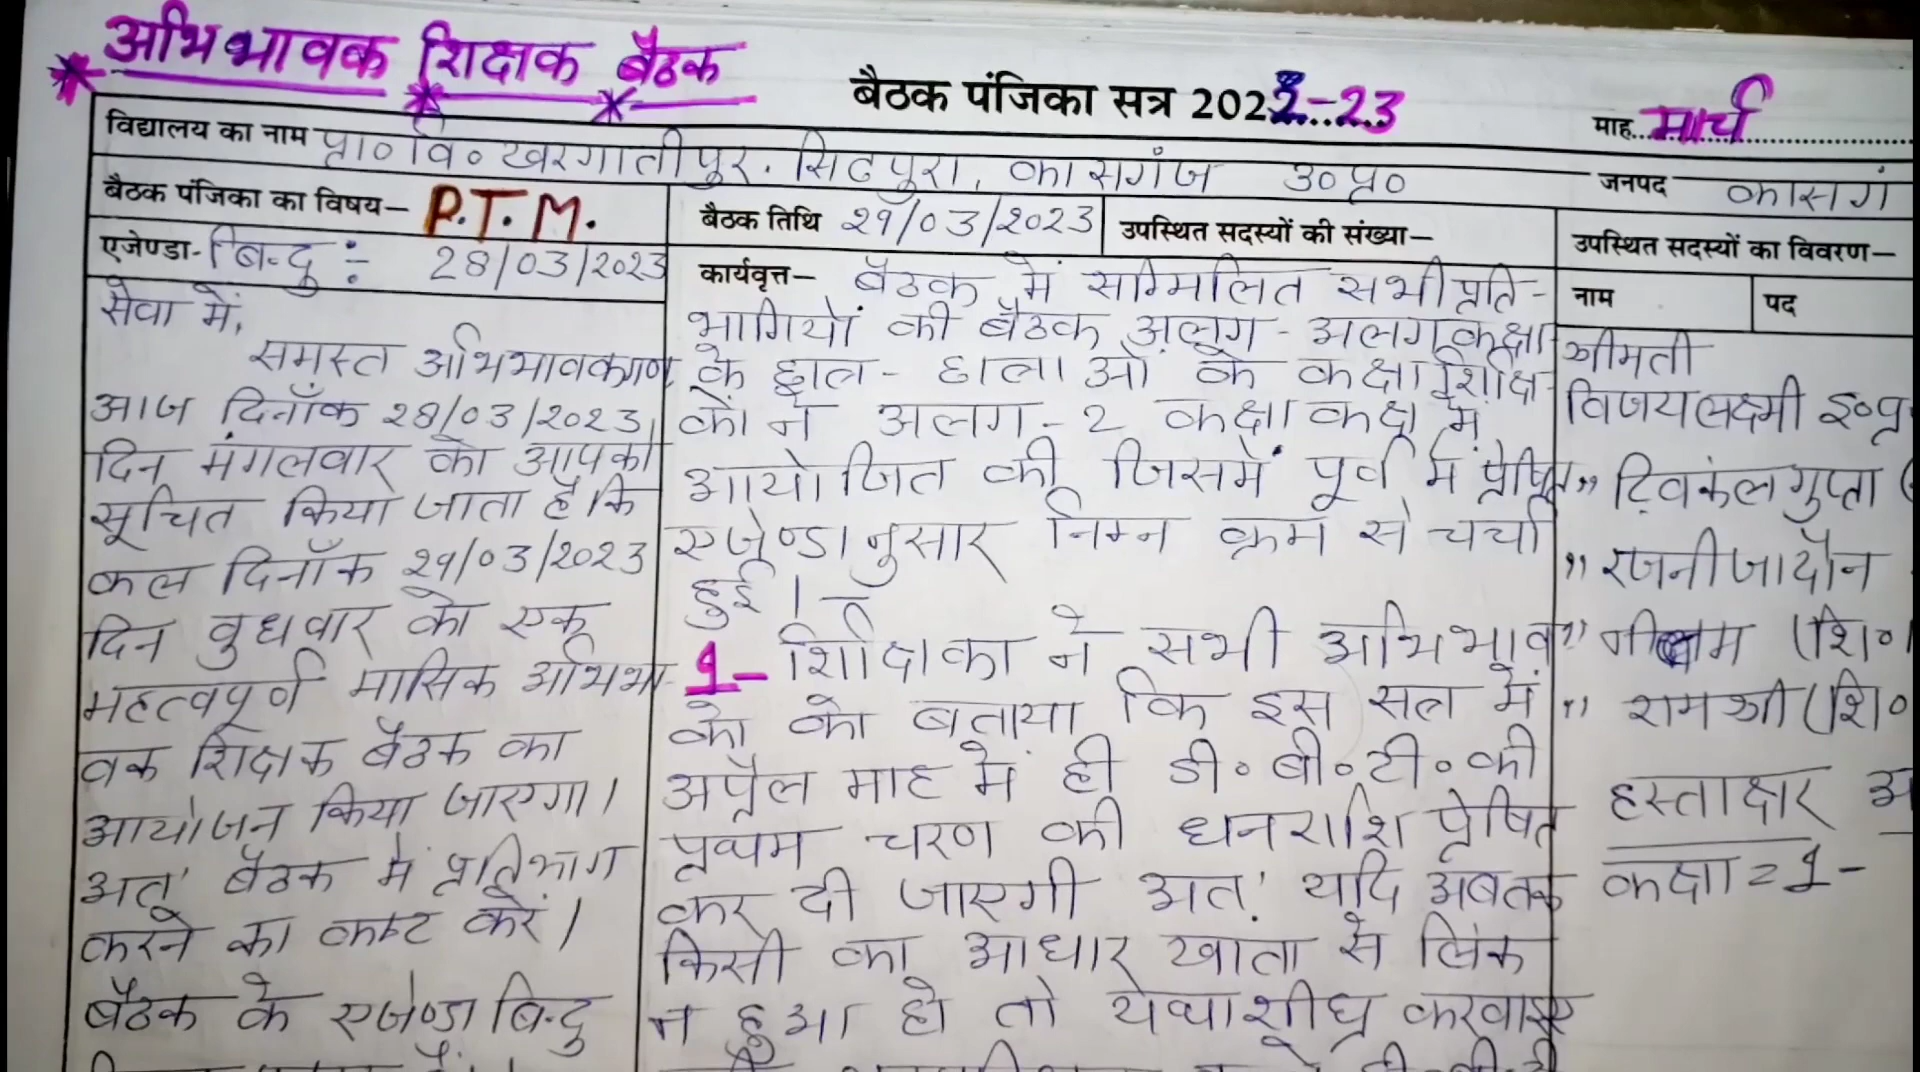 अभिभावक शिक्षक बैठक
बैठक पंजिका सत्र 2022-23
माह.. मार्च
विद्यालय का नाम प्रा० वि० खरगातीपुर. सिढपुरा, कासगंज उ०प्र०
जनपद कासगं
बैठक पंजिका का विषय– P.T.M.
बैठक तिथि 29/03/2023
उपस्थित सदस्यों की संख्या–
उपस्थित सदस्यों का विवरण–
नाम
पद
एजेण्डा- बिन्दु ÷ 28/03/2023
सेवा में,
समस्त अभिभावकगण
आज दिनाँक 28/03/2023,
दिन मंगलवार को आपको
सूचित किया जाता है कि
कल दिनाँक 29/03/2023
दिन बुधवार को एक
महत्वपूर्ण मासिक अभिभा-
वक शिक्षक बैठक का
आयोजन किया जाएगा।
अतः बैठक मे प्रतिभाग
करने का कष्ट करें।
बैठक के एजेण्डा बिन्दु
कार्यवृत्त– बैठक में सम्मिलित सभी प्रति-
भागियों की बैठक अलग - अलग कक्षा
के छात्र - छात्राओं के कक्षा शिक्ष
कों ने अलग - 2 कक्षा कक्ष में
आयोजित की जिसमें पूर्व में प्रेषित
एजेण्डानुसार निम्न क्रम से चर्चा
हुई। -
1- शिक्षिका ने सभी अभिभाव
को को बताया कि इस सत्र में
अप्रैल माह में ही डी०बी०टी० की
प्रथम चरण की धनराशि प्रेषित
कर दी जाएगी अतः यदि अबतक
किसी का आधार खाता से लिंक
न हुआ हो तो यथाशीघ्र करवाए
श्रीमती
विजयलक्ष्मी इ०प्र
" ट्विकंल गुप्ता (
" रजनी जादौन
" नीलम (शि०
" रामश्री (शि०
हस्ताक्षर अ
कक्षा = 1-